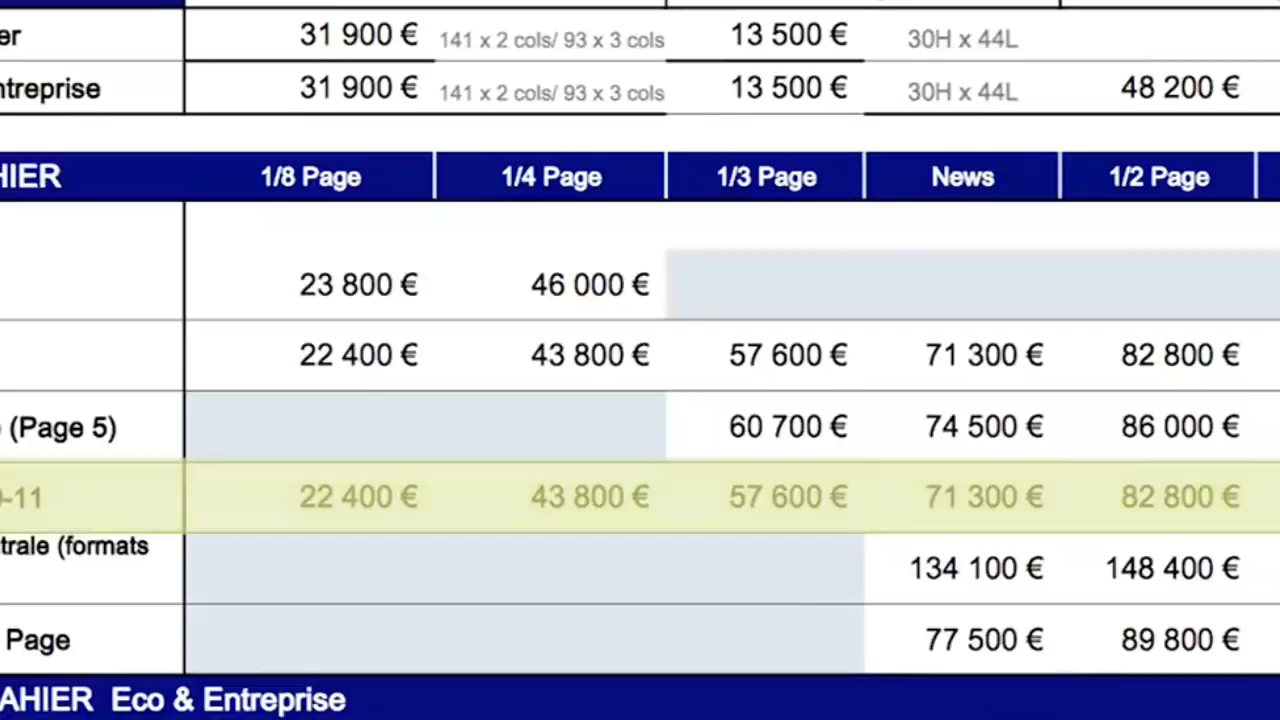 er 31 900 € 141 x 2 cols/ 93 x 3 cols 13 500 € 30H x 44L
ntreprise 31 900 € 141 x 2 cols/ 93 x 3 cols 13 500 € 30H x 44L 48 200 €
HIER 1/8 Page 1/4 Page 1/3 Page News 1/2 Page
23 800 € 46 000 €
22 400 € 43 800 € 57 600 € 71 300 € 82 800 €
(Page 5) 60 700 € 74 500 € 86 000 €
-11 22 400 € 43 800 € 57 600 € 71 300 € 82 800 €
trale (formats 134 100 € 148 400 €
Page 77 500 € 89 800 €
AHIER Eco & Entreprise